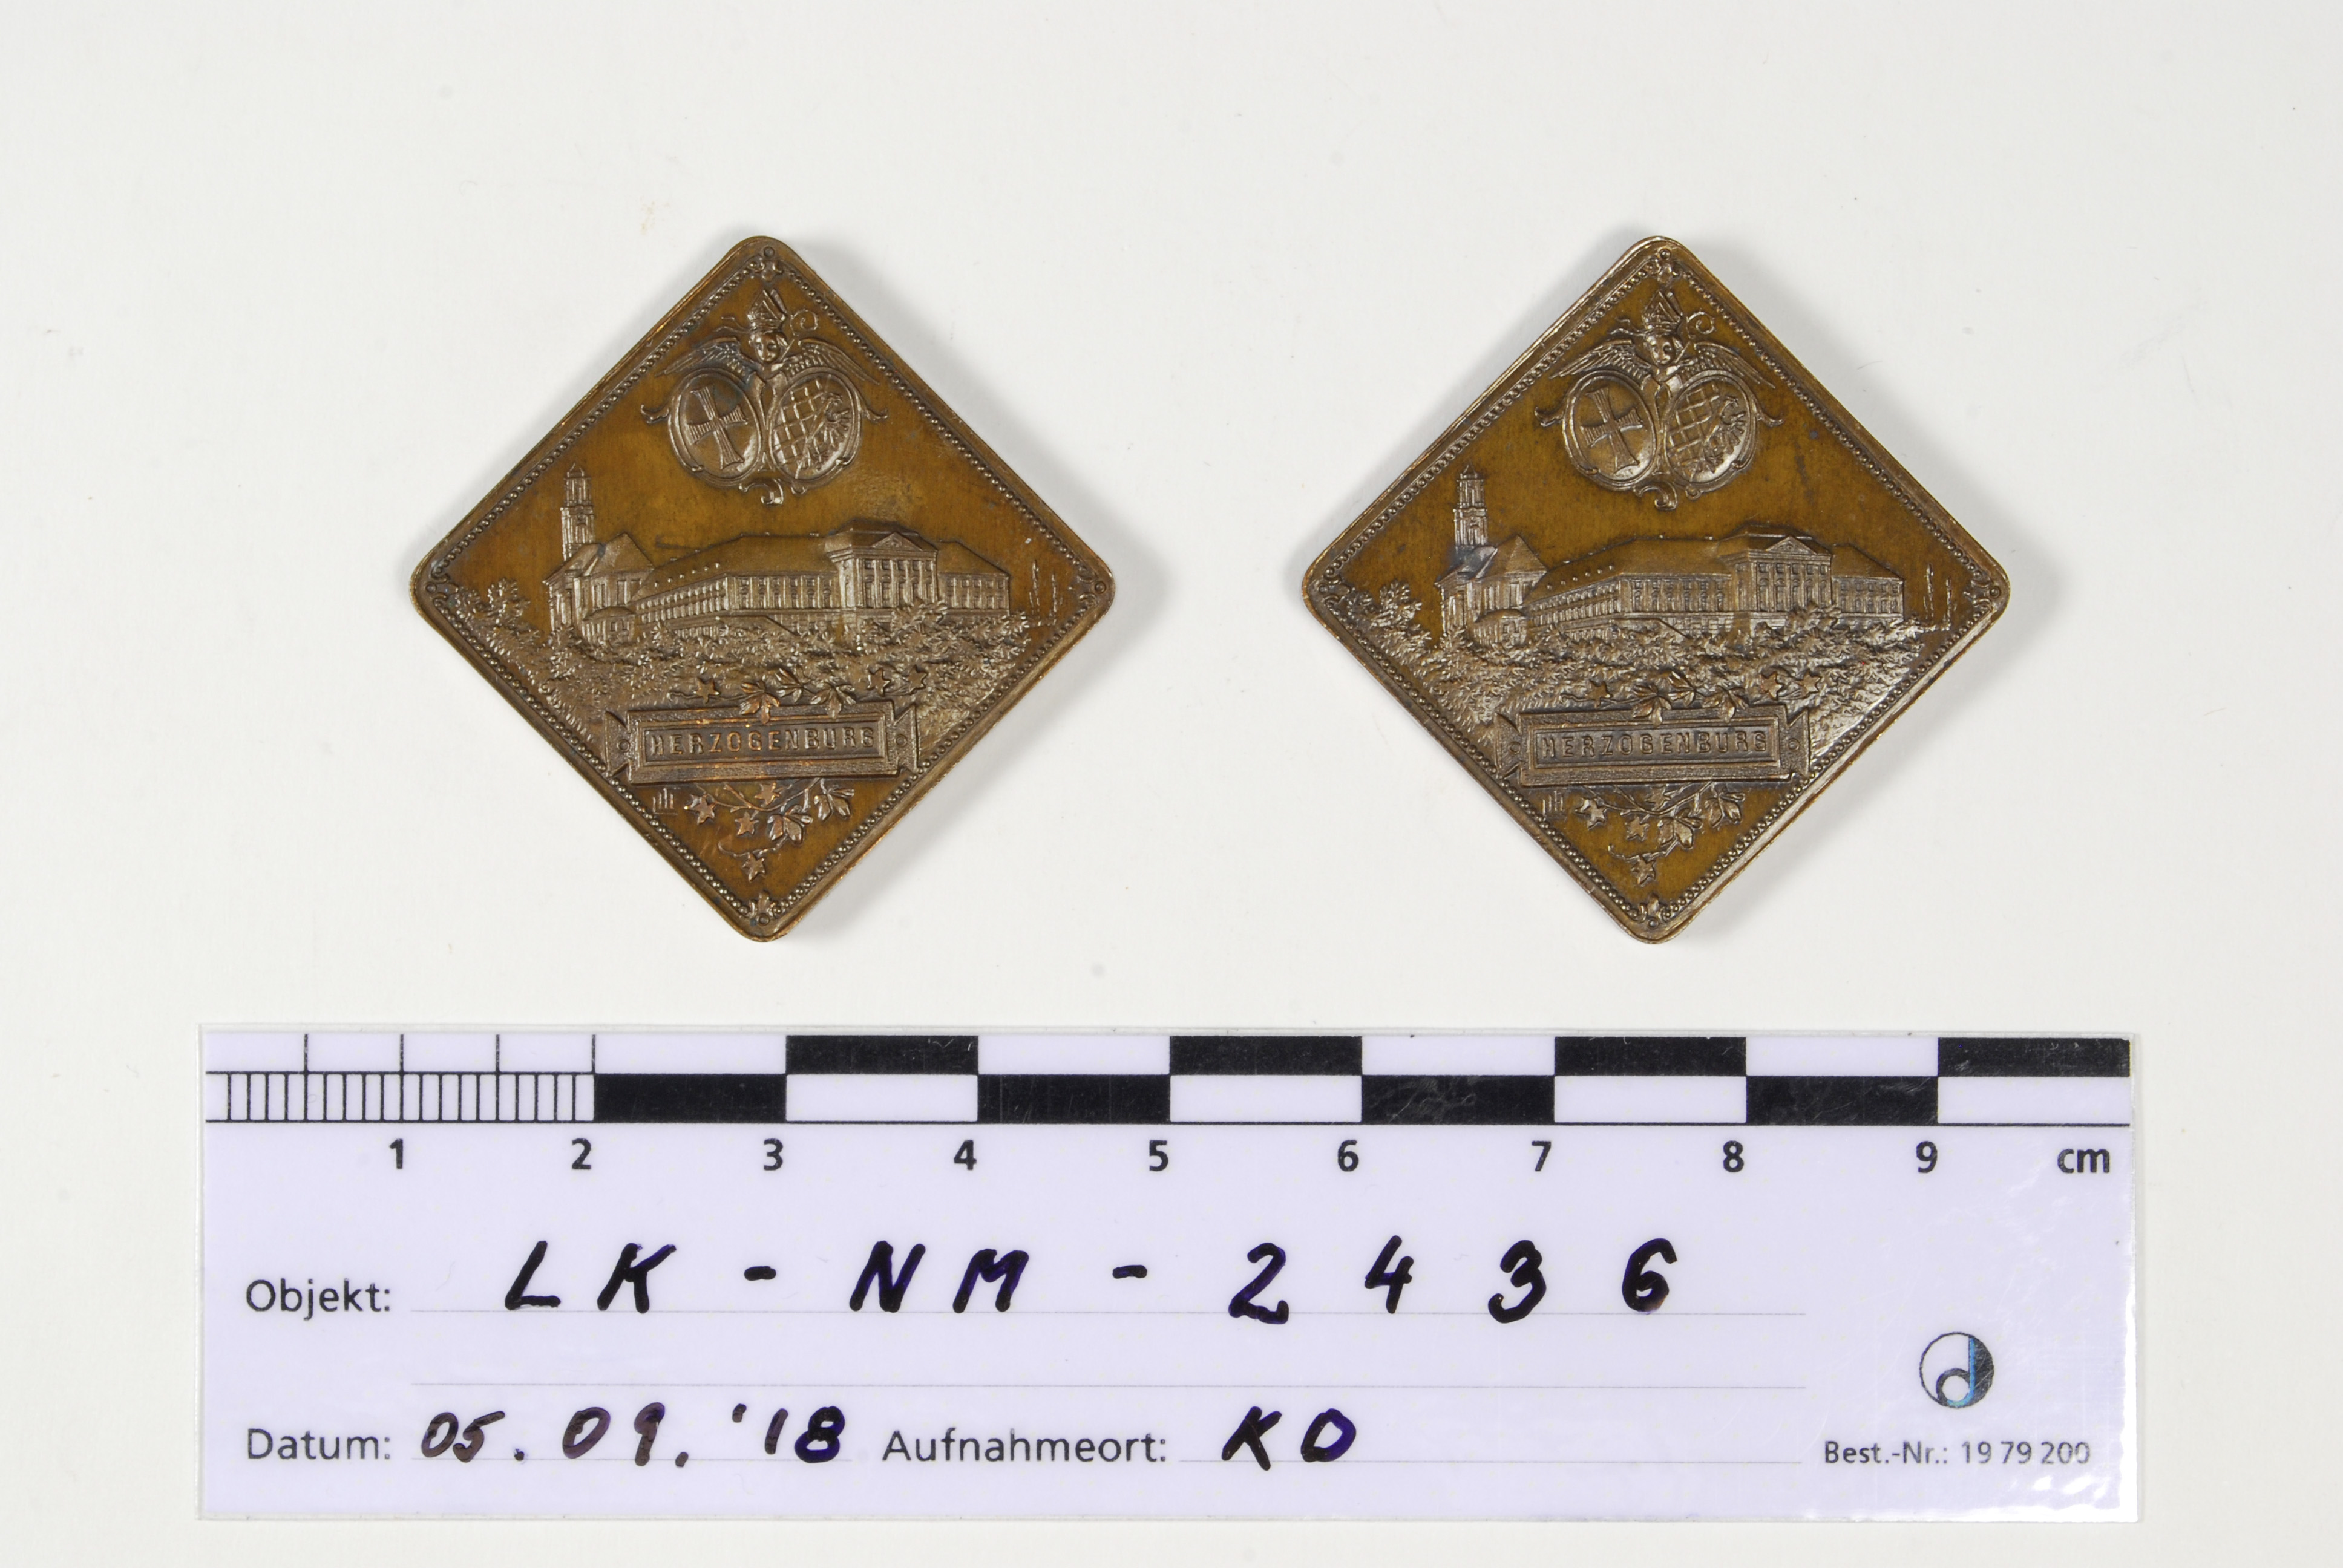 HERZOGENBURG
HERZOGENBURG
1 2 3 4 5 6 7 8 9 cm
Objekt: LK-NM-2436
Datum: 05.09.'18 Aufnahmeort: KO
Best.-Nr.: 19 79 200